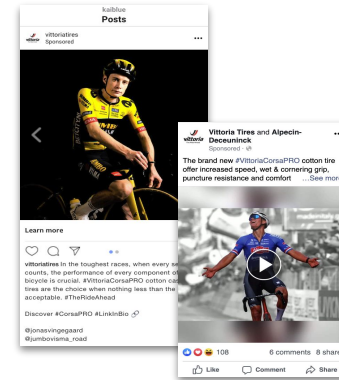 kaiblue
Posts
vittoriatires
Sponsored
Learn more
vittoriatires In the toughest races, when every se
counts, the performance of every component of
bicycle is crucial. #VittoriaCorsaPRO cotton cas
tires are the choice when nothing less than the
acceptable. #TheRideAhead
Discover #CorsaPRO #LinkInBio
@jonasvingegaard
@jumbovisma_road
Vittoria Tires and Alpecin-
Deceuninck
Sponsored
The brand new #VittoriaCorsaPRO cotton tire
offer increased speed, wet & cornering grip,
puncture resistance and comfort ...See more
108 6 comments 8 share
Like Comment Share